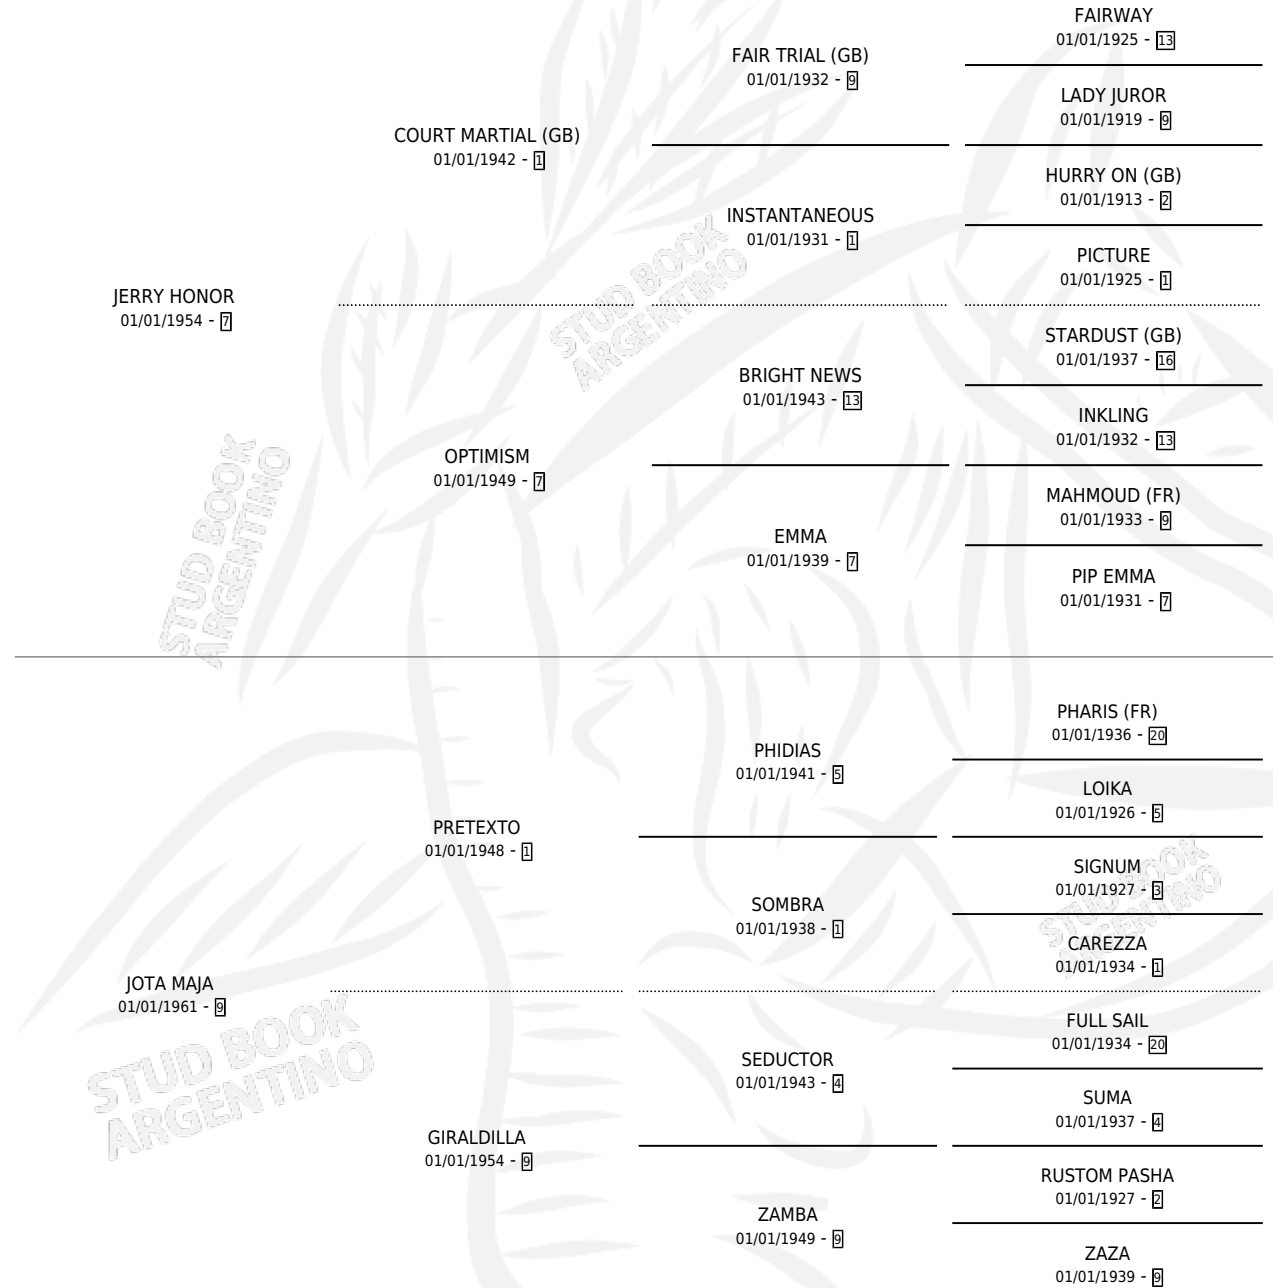 FAIRWAY
01/01/1925 - 13
FAIR TRIAL (GB)
01/01/1932 - 9
LADY JUROR
01/01/1919 - 9
COURT MARTIAL (GB)
01/01/1942 - 1
HURRY ON (GB)
01/01/1913 - 2
INSTANTANEOUS
01/01/1931 - 1
PICTURE
01/01/1925 - 1
JERRY HONOR
01/01/1954 - 7
STUD BOOK
ARGENTINO
STARDUST (GB)
01/01/1937 - 16
BRIGHT NEWS
01/01/1943 - 13
INKLING
01/01/1932 - 13
OPTIMISM
01/01/1949 - 7
MAHMOUD (FR)
01/01/1933 - 9
EMMA
01/01/1939 - 7
PIP EMMA
01/01/1931 - 7
STUD BOOK
ARGENTINO
PHARIS (FR)
01/01/1936 - 20
PHIDIAS
01/01/1941 - 5
LOIKA
01/01/1926 - 5
PRETEXTO
01/01/1948 - 1
SIGNUM
01/01/1927 - 3
SOMBRA
01/01/1938 - 1
CAREZZA
01/01/1934 - 1
STUD BOOK
ARGENTINO
JOTA MAJA
01/01/1961 - 9
FULL SAIL
01/01/1934 - 20
SEDUCTOR
01/01/1943 - 4
SUMA
01/01/1937 - 4
STUD BOOK
ARGENTINO
GIRALDILLA
01/01/1954 - 9
RUSTOM PASHA
01/01/1927 - 2
ZAMBA
01/01/1949 - 9
ZAZA
01/01/1939 - 9